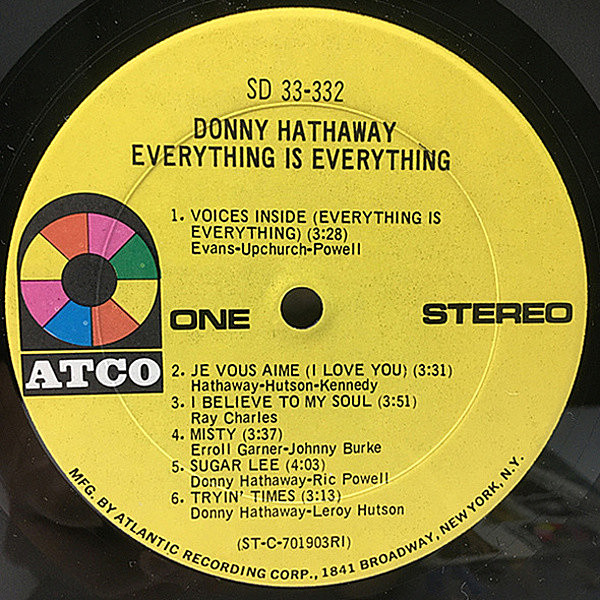 SD 33-332
DONNY HATHAWAY
EVERYTHING IS EVERYTHING
1. VOICES INSIDE (EVERYTHING IS
EVERYTHING) (3:28)
Evans-Upchurch-Powell
ONE
STEREO
ATCO
2. JE VOUS AIME (I LOVE YOU) (3:31)
Hathaway-Hutson-Kennedy
3. I BELIEVE TO MY SOUL (3:51)
Ray Charles
4. MISTY (3:37)
Erroll Garner-Johnny Burke
5. SUGAR LEE (4:03)
Donny Hathaway-Ric Powell
6. TRYIN' TIMES (3:13)
Donny Hathaway-Leroy Hutson
(ST-C-701903RI)
MFG. BY ATLANTIC RECORDING CORP., 1841 BROADWAY, NEW YORK, N.Y.